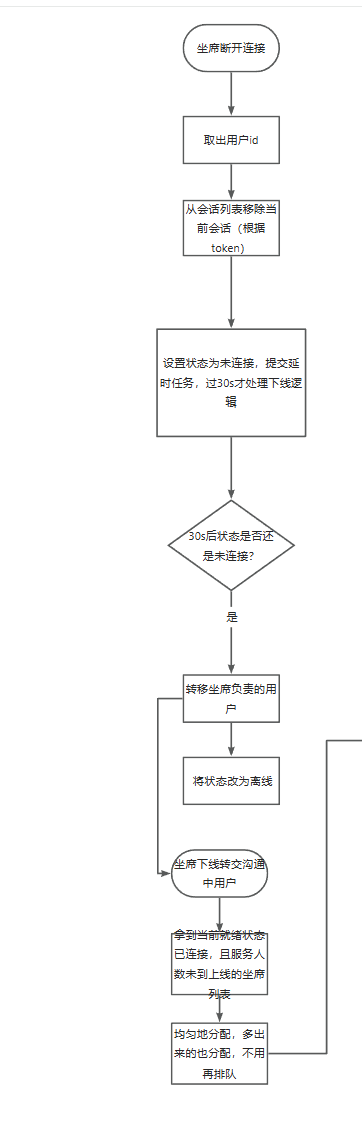 坐席断开连接
取出用户id
从会话列表移除当
前会话（根据
token）
设置状态为未连接，提交延
时任务，过30s才处理下线逻
辑
30s后状态是否还
是未连接？
是
转移坐席负责的用
户
将状态改为离线
坐席下线转交沟通
中用户
拿到当前就绪状态
已连接，且服务人
数未到上线的坐席
列表
均匀地分配，多出
来的也分配，不用
再排队